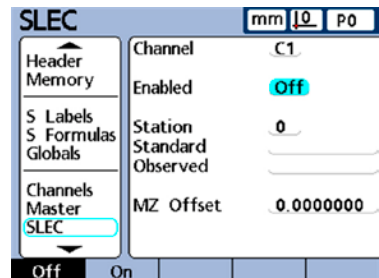 SLEC
mm 0 P0
Header
Memory
S Labels
S Formulas
Globals
Channels
Master
SLEC
Channel C1
Enabled Off
Station 0
Standard
Observed
MZ Offset 0.0000000
Off On